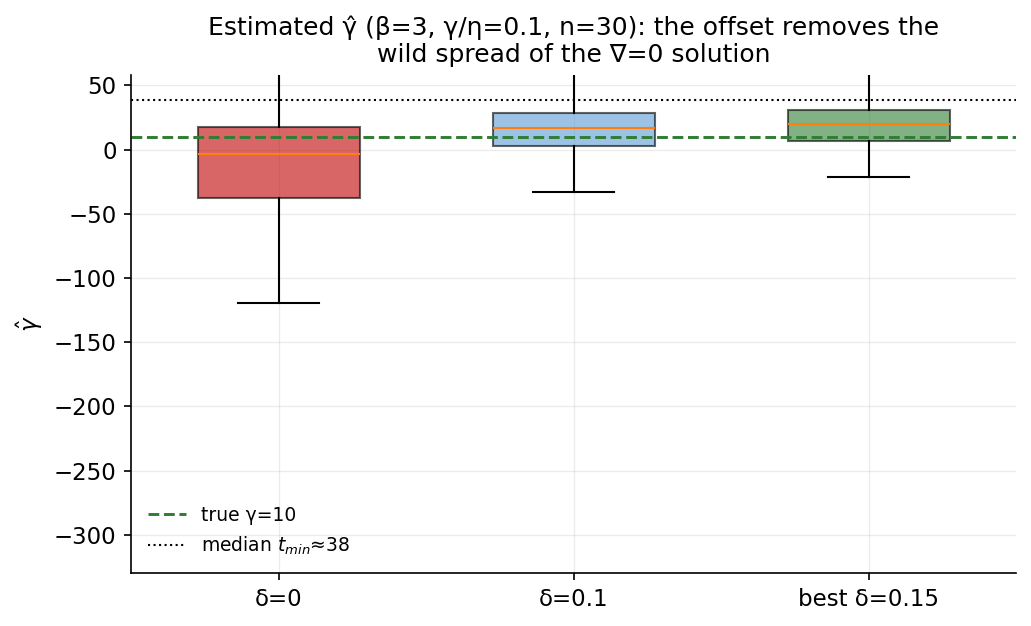 Estimated γ̂ (β=3, γ/η=0.1, n=30): the offset removes the
wild spread of the ∇=0 solution
50
0
−50
−100
−150
−200
−250
−300
γ̂
true γ=10
median t_min≈38
δ=0
δ=0.1
best δ=0.15